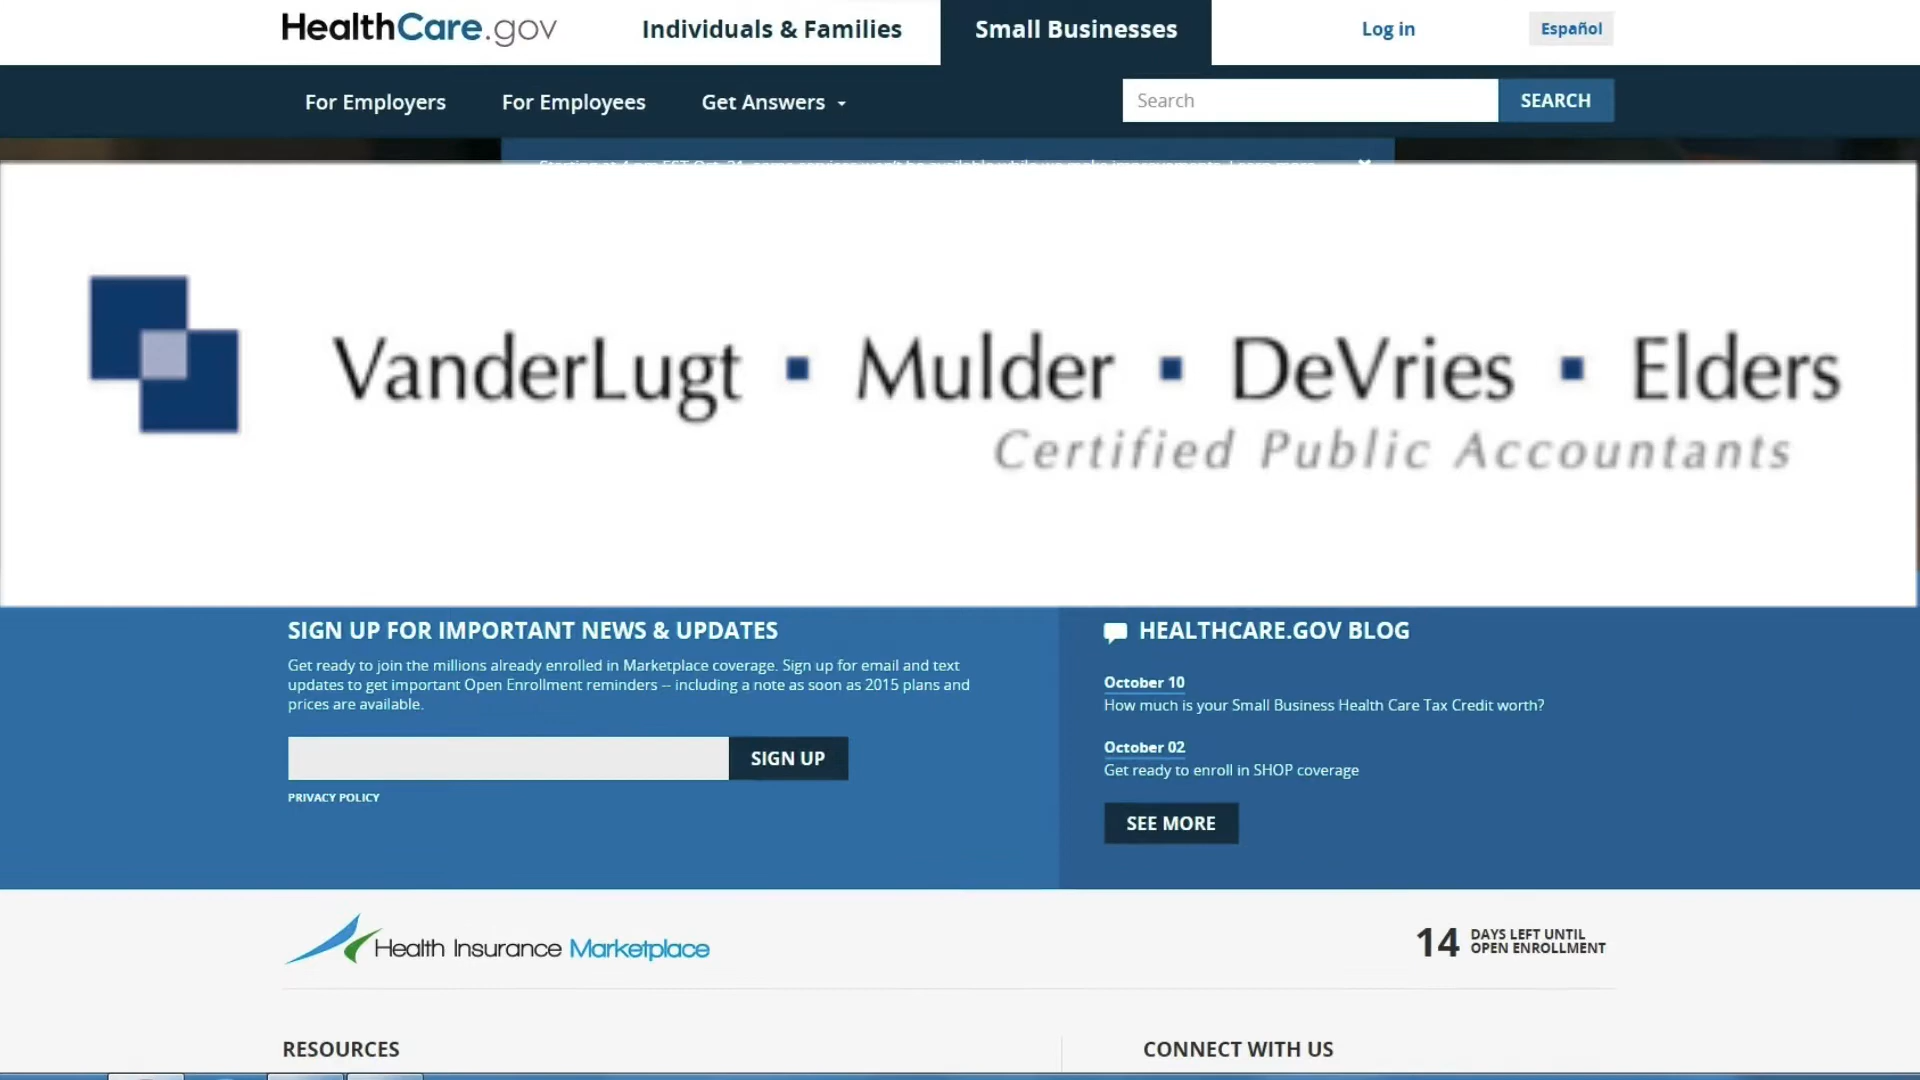 HealthCare.gov
Individuals & Families
Small Businesses
Log in
Español
For Employers
For Employees
Get Answers
Search
SEARCH
VanderLugt ▪ Mulder ▪ DeVries ▪ Elders
Certified Public Accountants
SIGN UP FOR IMPORTANT NEWS & UPDATES
Get ready to join the millions already enrolled in Marketplace coverage. Sign up for email and text
updates to get important Open Enrollment reminders -- including a note as soon as 2015 plans and
prices are available.
SIGN UP
PRIVACY POLICY
HEALTHCARE.GOV BLOG
October 10
How much is your Small Business Health Care Tax Credit worth?
October 02
Get ready to enroll in SHOP coverage
SEE MORE
Health Insurance Marketplace
14 DAYS LEFT UNTIL
OPEN ENROLLMENT
RESOURCES
CONNECT WITH US